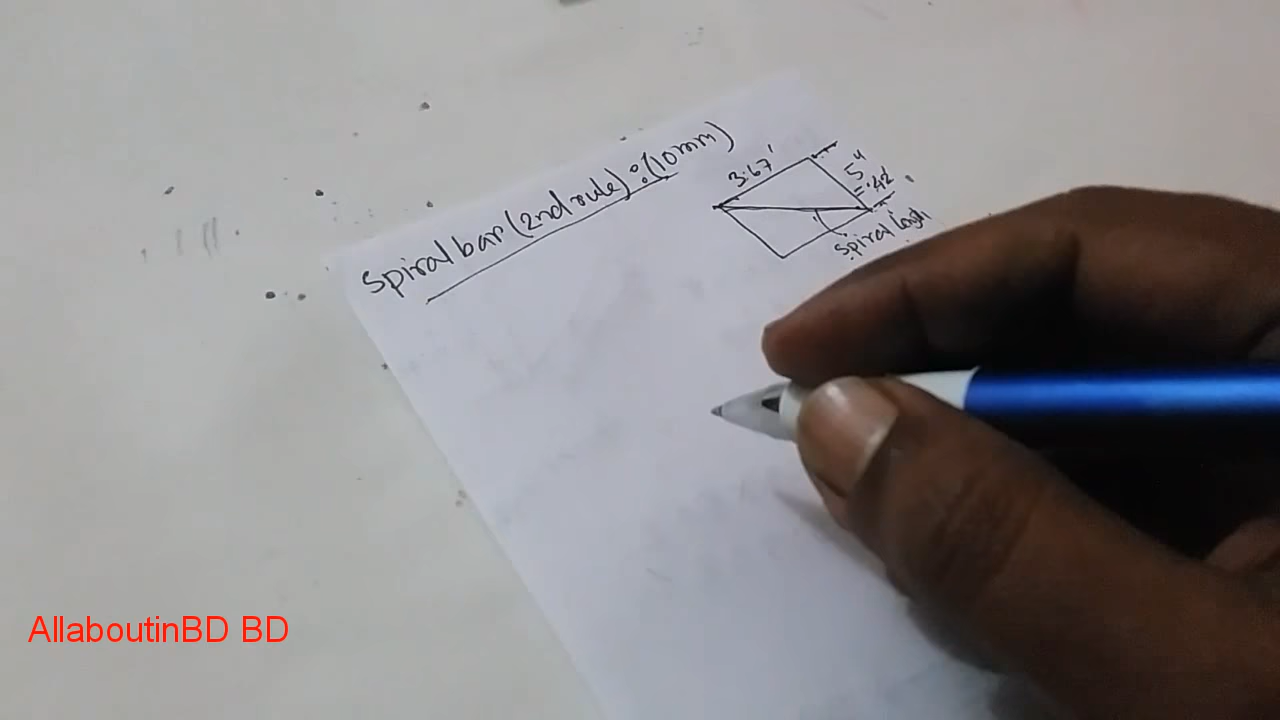 Spiral bar (2nd rule) : (10mm)
3.67'
5"
= .42'
Spiral length
AllaboutinBD BD